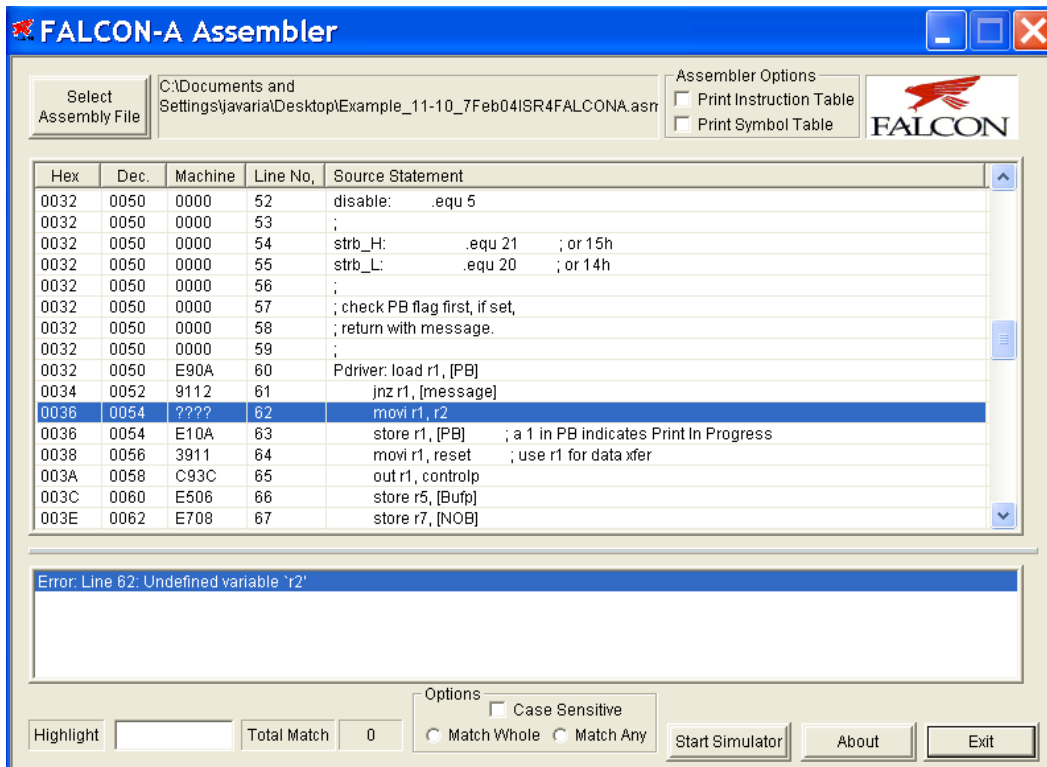 FALCON-A Assembler
Select
Assembly File
C:\Documents and
Settings\javaria\Desktop\Example_11-10_7Feb04ISR4FALCONA.asm
Assembler Options
Print Instruction Table
Print Symbol Table
FALCON
Hex Dec. Machine Line No, Source Statement
0032 0050 0000 52 disable: .equ 5
0032 0050 0000 53 ;
0032 0050 0000 54 strb_H: .equ 21 ; or 15h
0032 0050 0000 55 strb_L: .equ 20 ; or 14h
0032 0050 0000 56 ;
0032 0050 0000 57 ; check PB flag first, if set,
0032 0050 0000 58 ; return with message.
0032 0050 0000 59 ;
0032 0050 E90A 60 Pdriver: load r1, [PB]
0034 0052 9112 61 jnz r1, [message]
0036 0054 ???? 62 movi r1, r2
0036 0054 E10A 63 store r1, [PB] ; a 1 in PB indicates Print In Progress
0038 0056 3911 64 movi r1, reset ; use r1 for data xfer
003A 0058 C93C 65 out r1, controlp
003C 0060 E506 66 store r5, [Bufp]
003E 0062 E708 67 store r7, [NOB]
Error: Line 62: Undefined variable `r2'
Highlight
Total Match 0
Options
Case Sensitive
Match Whole Match Any
Start Simulator
About
Exit